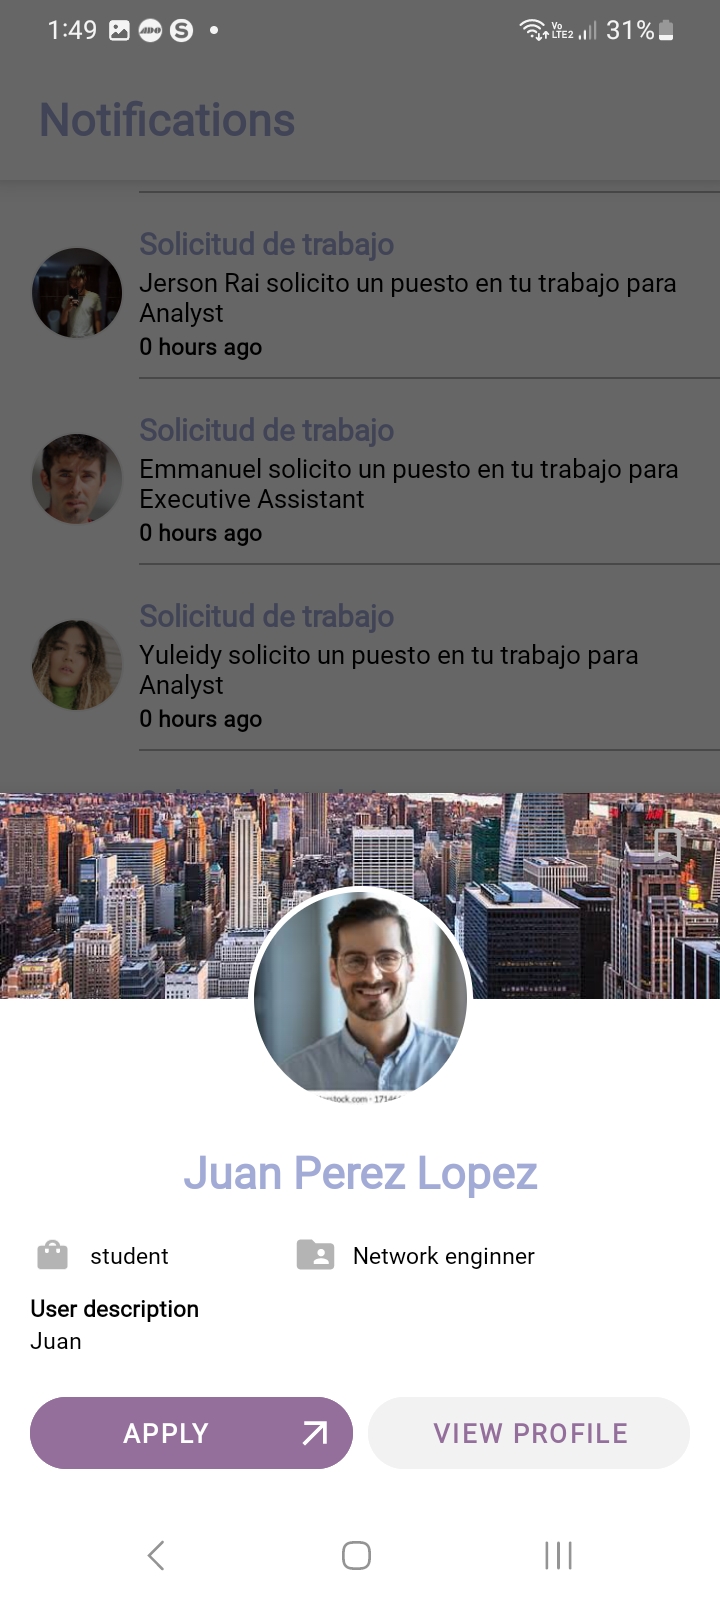 1:49
Vo
LTE2
31%
Notifications
Solicitud de trabajo
Jerson Rai solicito un puesto en tu trabajo para
Analyst
0 hours ago
Solicitud de trabajo
Emmanuel solicito un puesto en tu trabajo para
Executive Assistant
0 hours ago
Solicitud de trabajo
Yuleidy solicito un puesto en tu trabajo para
Analyst
0 hours ago
Juan Perez Lopez
student
Network enginner
User description
Juan
APPLY
VIEW PROFILE